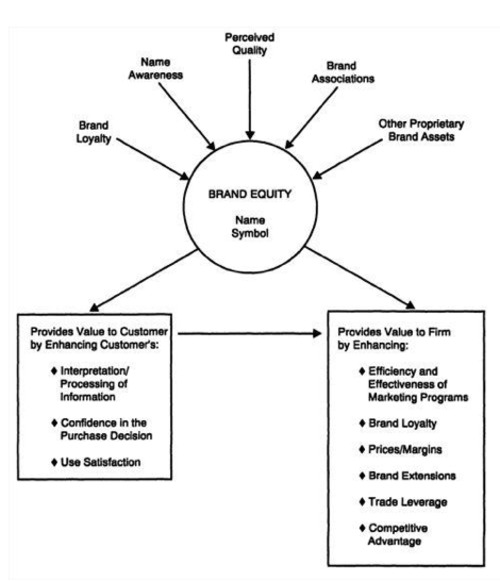 Perceived
Quality
Name
Awareness
Brand
Associations
Brand
Loyalty
Other Proprietary
Brand Assets
BRAND EQUITY
Name
Symbol
Provides Value to Customer
by Enhancing Customer's:
♦ Interpretation/
Processing of
Information
♦ Confidence in the
Purchase Decision
♦ Use Satisfaction
Provides Value to Firm
by Enhancing:
♦ Efficiency and
Effectiveness of
Marketing Programs
♦ Brand Loyalty
♦ Prices/Margins
♦ Brand Extensions
♦ Trade Leverage
♦ Competitive
Advantage